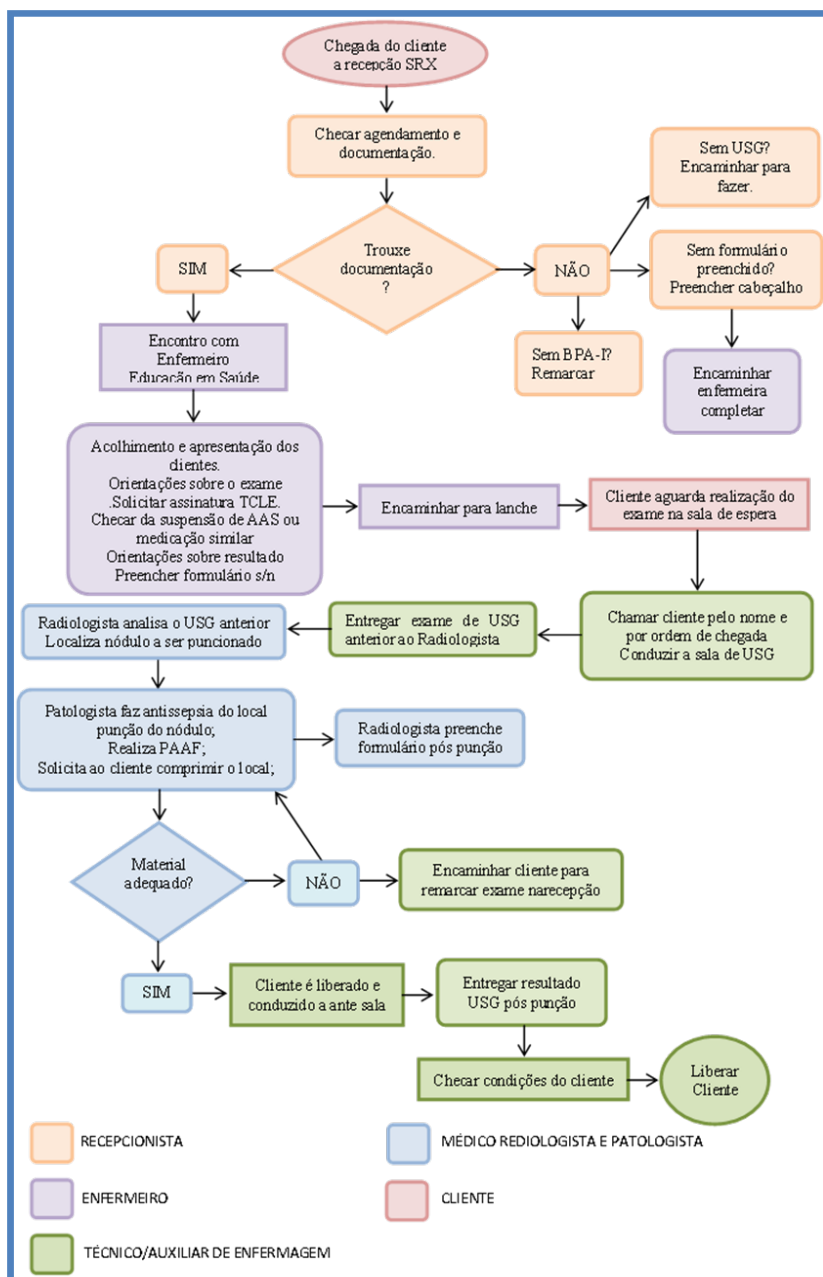 Chegada do cliente
a recepção SRX
Checar agendamento e
documentação.
Sem USG?
Encaminhar para
fazer.
Trouxe
documentação
?
SIM
NÃO
Sem formulário
preenchido?
Preencher cabeçalho
Encontro com
Enfermeiro
Educação em Saúde
Sem BPA-I?
Remarcar
Encaminhar
enfermeira
completar
Acolhimento e apresentação dos
clientes.
Orientações sobre o exame
.Solicitar assinatura TCLE.
Checar da suspensão de AAS ou
medicação similar
Orientações sobre resultado
Preencher formulário s/n
Encaminhar para lanche
Cliente aguarda realização do
exame na sala de espera
Radiologista analisa o USG anterior
Localiza nódulo a ser puncionado
Entregar exame de USG
anterior ao Radiologista
Chamar cliente pelo nome e
por ordem de chegada
Conduzir a sala de USG
Patologista faz antissepsia do local
punção do nódulo;
Realiza PAAF;
Solicita ao cliente comprimir o local;
Radiologista preenche
formulário pós punção
Material
adequado?
NÃO
Encaminhar cliente para
remarcar exame narecepção
SIM
Cliente é liberado e
conduzido a ante sala
Entregar resultado
USG pós punção
Checar condições do cliente
Liberar
Cliente
RECEPCIONISTA
MÉDICO REDIOLOGISTA E PATOLOGISTA
ENFERMEIRO
CLIENTE
TÉCNICO/AUXILIAR DE ENFERMAGEM